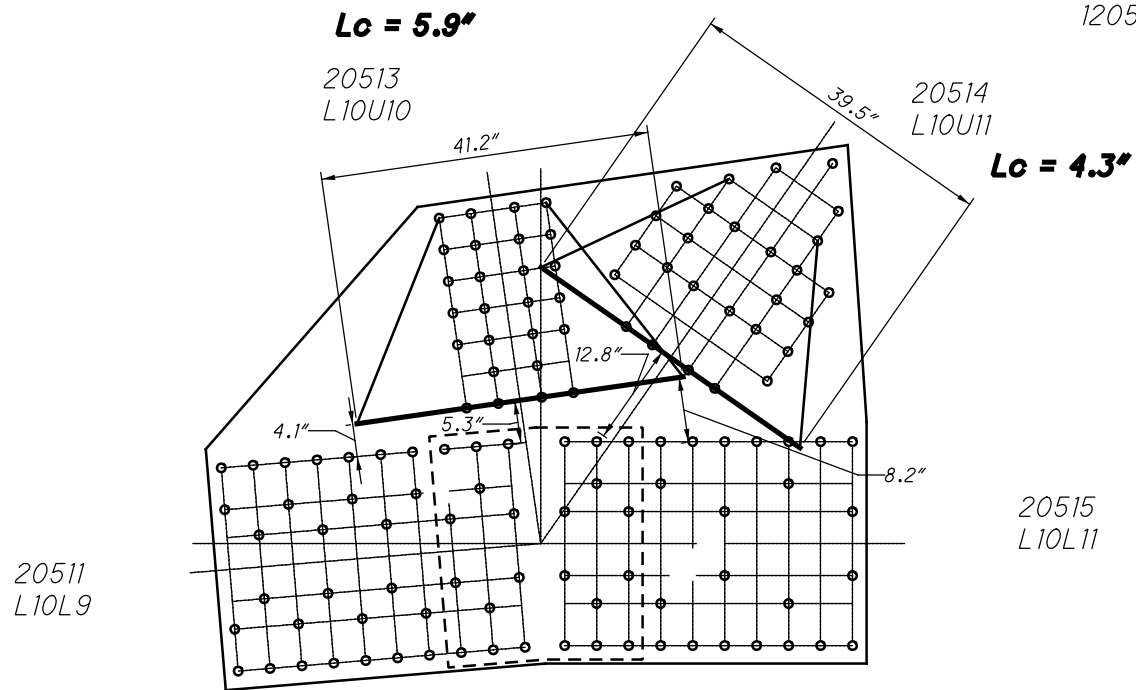 Lc = 5.9"
1205
20513
L10U10
20514
L10U11
39.5"
41.2"
Lc = 4.3"
12.8"
4.1"
5.3"
8.2"
20515
L10L11
20511
L10L9